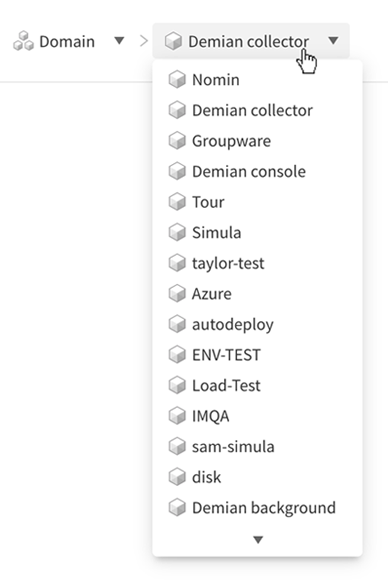 Domain Demian collector
Nomin
Demian collector
Groupware
Demian console
Tour
Simula
taylor-test
Azure
autodeploy
ENV-TEST
Load-Test
IMQA
sam-simula
disk
Demian background